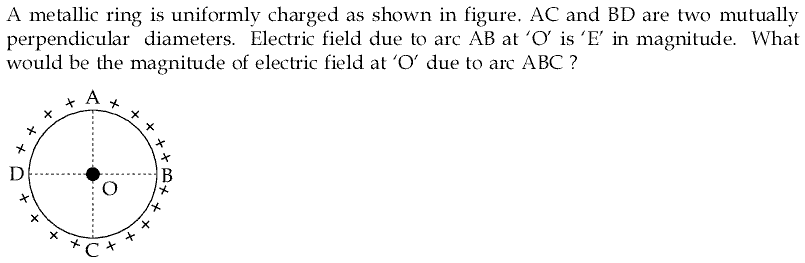 A metallic ring is uniformly charged as shown in figure. AC and BD are two mutually
perpendicular diameters. Electric field due to arc AB at ‘O’ is ‘E’ in magnitude. What
would be the magnitude of electric field at ‘O’ due to arc ABC ?
A
D
B
O
C